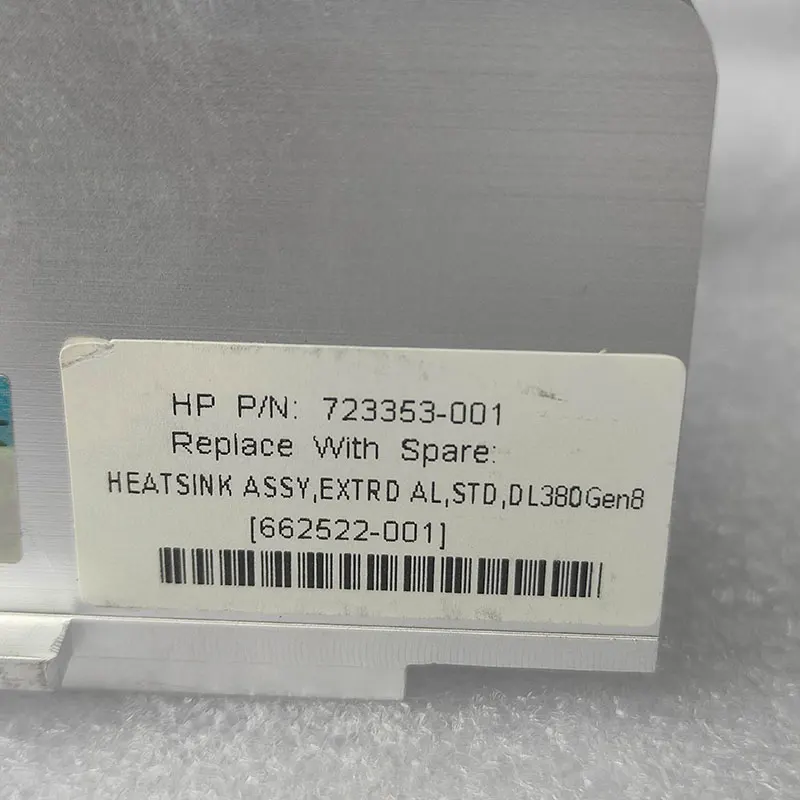 HP P/N: 723353-001
Replace With Spare:
HEATSINK ASSY,EXTRD AL,STD,DL380Gen8
[662522-001]